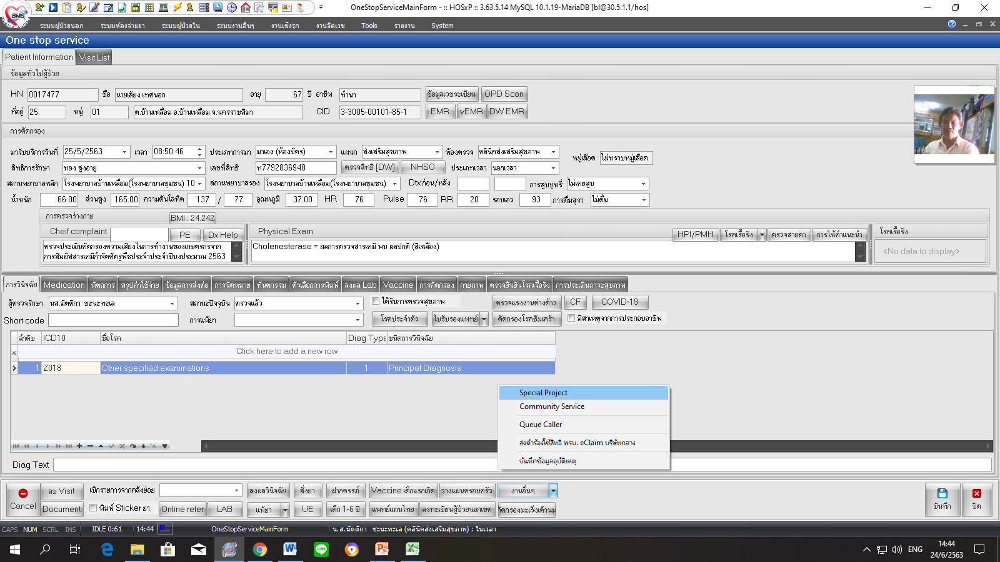 OneStopServiceMainForm - :: HOSxP :: 3.63.5.14 MySQL 10.1.19-MariaDB [bl@30.5.1.1/hos]
BMS
ระบบผู้ป่วยนอก ระบบห้องจ่ายยา ระบบผู้ป่วยใน ระบบงานอื่นๆ งานเชิงรุก งานจิตเวช Tools รายงาน System
One stop service
Patient Information Visit List
ข้อมูลทั่วไปผู้ป่วย
HN 0017477 ชื่อ นายเลียง เทศนอก อายุ 67 ปี อาชีพ ทำนา ข้อมูลเวชระเบียน OPD Scan
ที่อยู่ 25 หมู่ 01 ต.บ้านเหลื่อม อ.บ้านเหลื่อม จ.นครราชสีมา CID 3-3005-00101-85-1 EMR vEMR DW EMR
การคัดกรอง
มารับบริการวันที่ 25/5/2563 เวลา 08:50:46 ประเภทการมา มาเอง (ห้องบัตร) แผนก ส่งเสริมสุขภาพ ห้องตรวจ คลินิคส่งเสริมสุขภาพ หมู่เลือด ไม่ทราบหมู่เลือด
สิทธิการรักษา ทอง สูงอายุ เลขที่สิทธิ ท7792836948 ตรวจสิทธิ [DW] NHSO ประเภทเวลา นอกเวลา
สถานพยาบาลหลัก โรงพยาบาลบ้านเหลื่อม(โรงพยาบาลชุมชน) 10 สถานพยาบาลรอง โรงพยาบาลบ้านเหลื่อม(โรงพยาบาลชุมชน) Dtx ก่อน/หลัง การสูบบุหรี่ ไม่เคยสูบ
น้ำหนัก 66.00 ส่วนสูง 165.00 ความดันโลหิต 137 / 77 อุณหภูมิ 37.00 HR 76 Pulse 76 RR 20 รอบเอว 93 การดื่มสุรา ไม่ดื่ม
การตรวจร่างกาย BMI : 24.242
Cheif complaint PE Dx Help Physical Exam HPI/PMH โรคเรื้อรัง ตรวจสายตา การให้คำแนะนำ โรคเรื้อรัง
ตรวจประเมินคัดกรองความเสี่ยงในการทำงานของเกษตรกรจาก
การสัมผัสสารเคมีกำจัดศัตรูพืชประจำประจำปีงบประมาณ 2563
Cholenesterase = ผลการตรวจสารเคมี พบ ผลปกติ (สีเหลือง)
<No data to display>
การวินิจฉัย Medication หัตถการ สรุปค่าใช้จ่าย ข้อมูลการส่งต่อ การนัดหมาย ทันตกรรม ตัวเลือกการพิมพ์ ลงผล Lab Vaccine การคัดกรอง กายภาพ ตรวจยืนยันโรคเรื้อรัง การประเมินภาวะสุขภาพ
ผู้ตรวจรักษา นส.มัตติกา ชะนะทะเล สถานะปัจจุบัน ตรวจแล้ว ได้รับการตรวจสุขภาพ ตรวจแรงงานต่างด้าว CF COVID-19
Short code การแพ้ยา โรคประจำตัว ใบรับรองแพทย์ คัดกรองโรคซึมเศร้า มีสาเหตุจากการประกอบอาชีพ
ลำดับ ICD10 ชื่อโรค Diag Type ชนิดการวินิจฉัย
Click here to add a new row
1 Z018 Other specifiad examinations 1 Principal Diagnosis
Special Project
Community Service
Queue Caller
ส่งคำร้องใช้สิทธิ พรบ. eClaim บริษัทกลาง
บันทึกข้อมูลอุบัติเหตุ
Diag Text
Cancel ลบ Visit เบิกรายการจากคลังย่อย ลงผลวินิจฉัย สั่งยา ฝากครรภ์ Vaccine เด็กแรกเกิด วางแผนครอบครัว งานอื่นๆ บันทึก ปิด
Document พิมพ์ Sticker ยา Online refer LAB แพ้ยา UE เด็ก 1-6 ปี แพทย์แผนไทย ลงทะเบียนผู้ป่วยนอกเขต คัดกรองมะเร็งเต้านม
CAPS NUM SCRL INS IDLE 0:61 14:44 OneStopServiceMainForm น.ส.มัตติกา ชะนะทะเล (คลินิคส่งเสริมสุขภาพ) : ในเวลา
ENG 14:44
24/6/2563